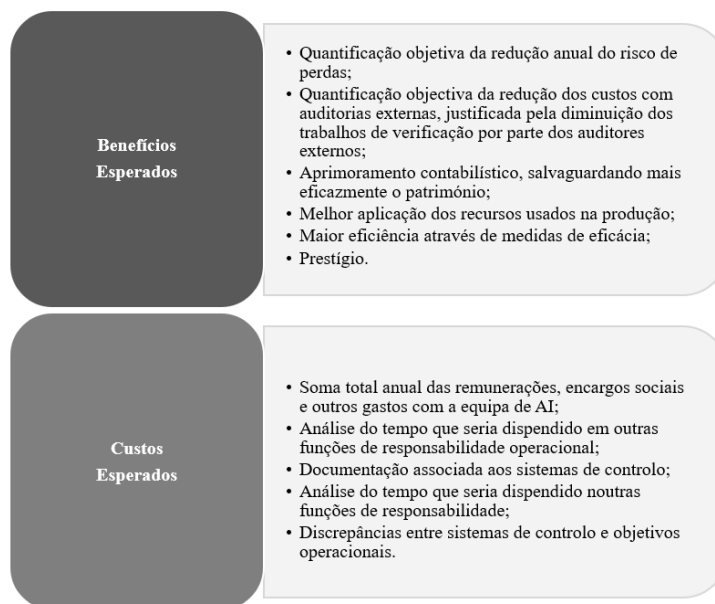 Benefícios
Esperados
• Quantificação objetiva da redução anual do risco de
perdas;
• Quantificação objectiva da redução dos custos com
auditorias externas, justificada pela diminuição dos
trabalhos de verificação por parte dos auditores
externos;
• Aprimoramento contabilístico, salvaguardando mais
eficazmente o património;
• Melhor aplicação dos recursos usados na produção;
• Maior eficiência através de medidas de eficácia;
• Prestígio.
Custos
Esperados
• Soma total anual das remunerações, encargos sociais
e outros gastos com a equipa de AI;
• Análise do tempo que seria dispendido em outras
funções de responsabilidade operacional;
• Documentação associada aos sistemas de controlo;
• Análise do tempo que seria dispendido noutras
funções de responsabilidade;
• Discrepâncias entre sistemas de controlo e objetivos
operacionais.